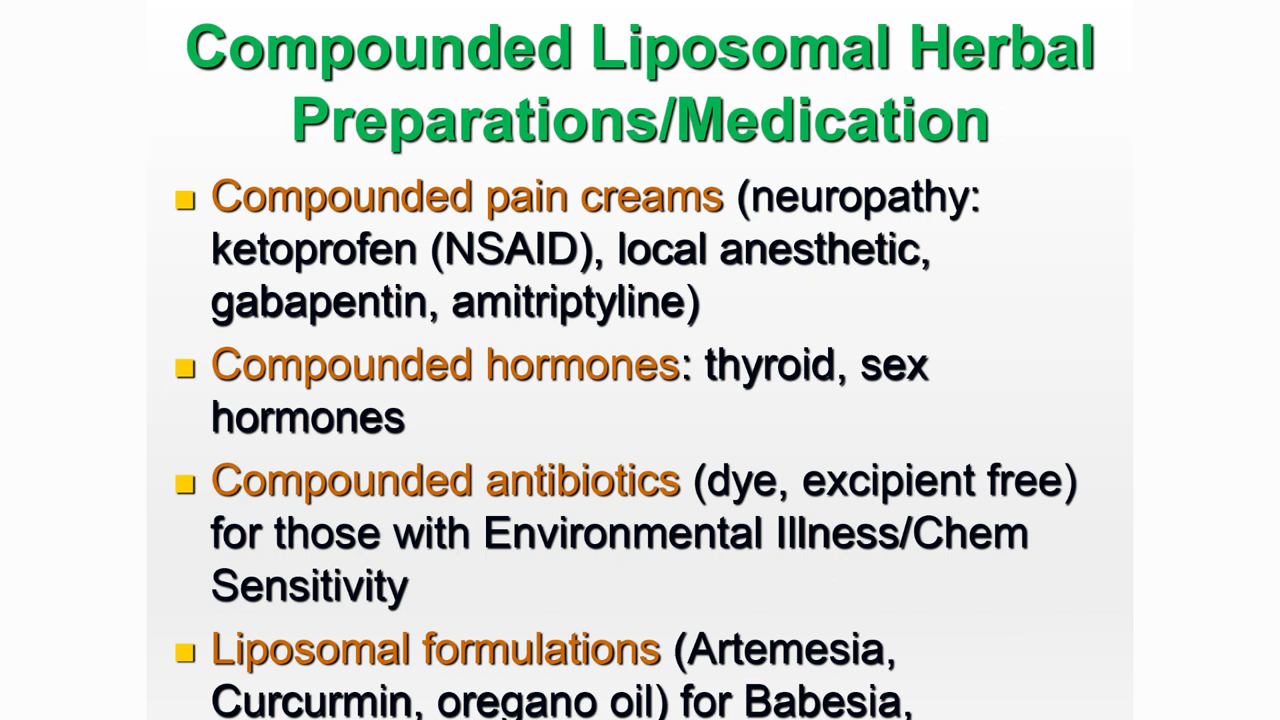 Compounded Liposomal Herbal
Preparations/Medication
Compounded pain creams (neuropathy:
ketoprofen (NSAID), local anesthetic,
gabapentin, amitriptyline)
Compounded hormones: thyroid, sex
hormones
Compounded antibiotics (dye, excipient free)
for those with Environmental Illness/Chem
Sensitivity
Liposomal formulations (Artemesia,
Curcurmin, oregano oil) for Babesia,